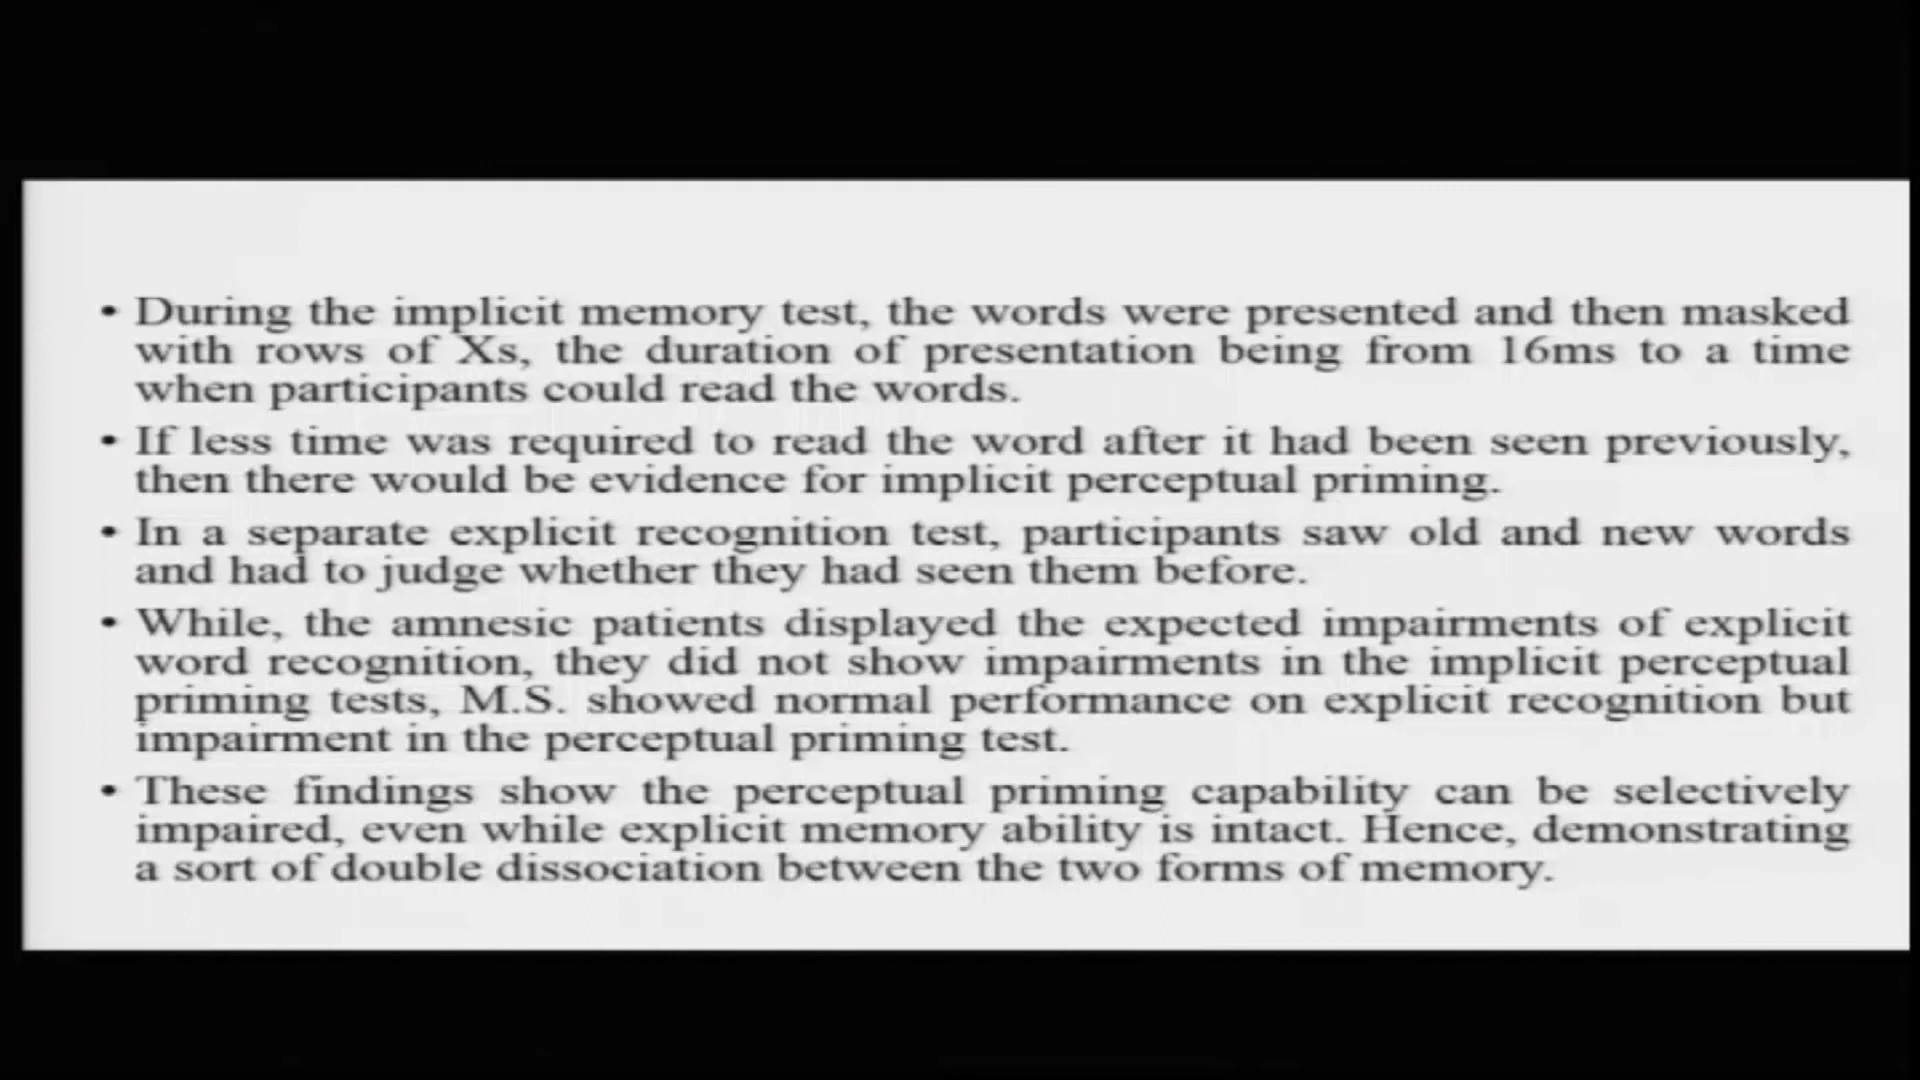 • During the implicit memory test, the words were presented and then masked
with rows of Xs, the duration of presentation being from 16ms to a time
when participants could read the words.
• If less time was required to read the word after it had been seen previously,
then there would be evidence for implicit perceptual priming.
• In a separate explicit recognition test, participants saw old and new words
and had to judge whether they had seen them before.
• While, the amnesic patients displayed the expected impairments of explicit
word recognition, they did not show impairments in the implicit perceptual
priming tests, M.S. showed normal performance on explicit recognition but
impairment in the perceptual priming test.
• These findings show the perceptual priming capability can be selectively
impaired, even while explicit memory ability is intact. Hence, demonstrating
a sort of double dissociation between the two forms of memory.